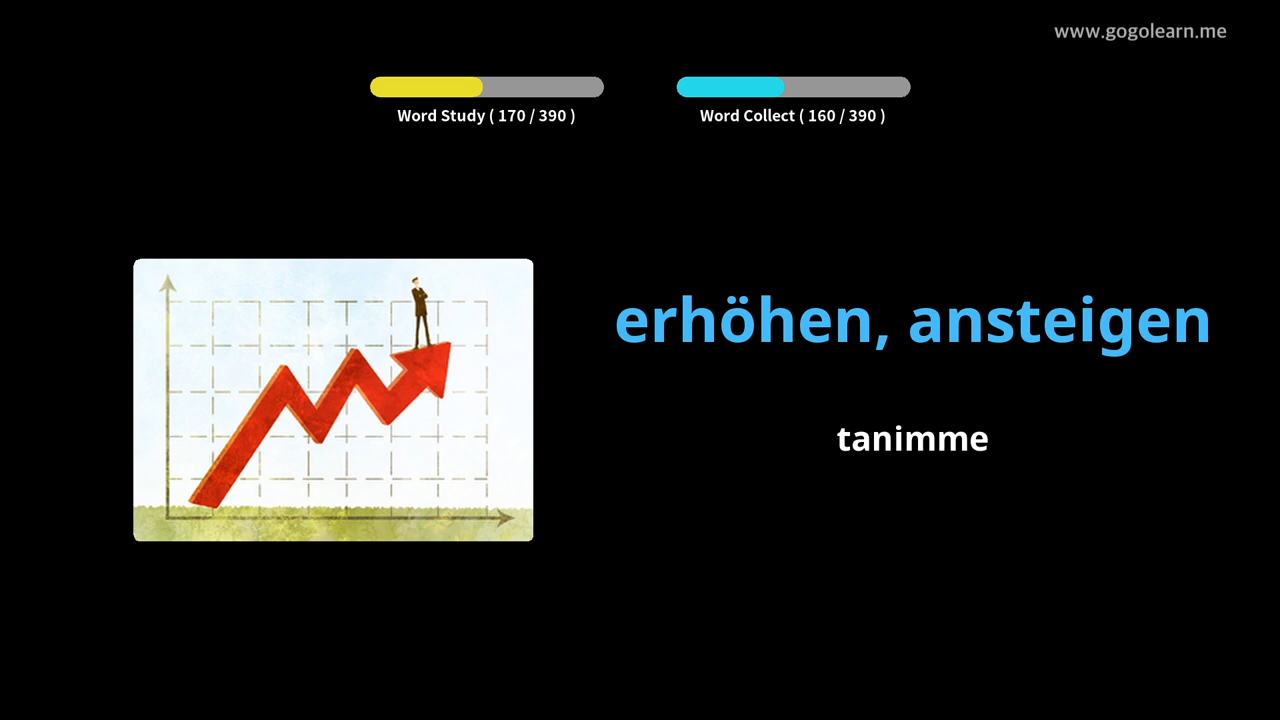 www.gogolearn.me
Word Study ( 170 / 390 )
Word Collect ( 160 / 390 )
erhöhen, ansteigen
tanimme